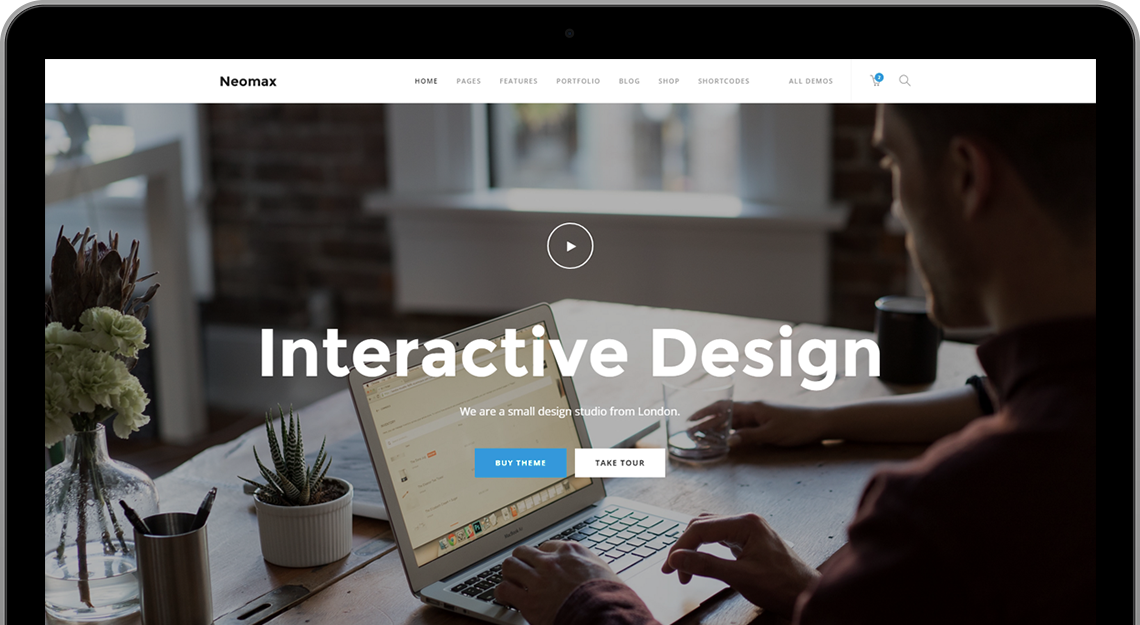 Neomax
HOME PAGES FEATURES PORTFOLIO BLOG SHOP SHORTCODES ALL DEMOS
Interactive Design
We are a small design studio from London.
BUY THEME TAKE TOUR